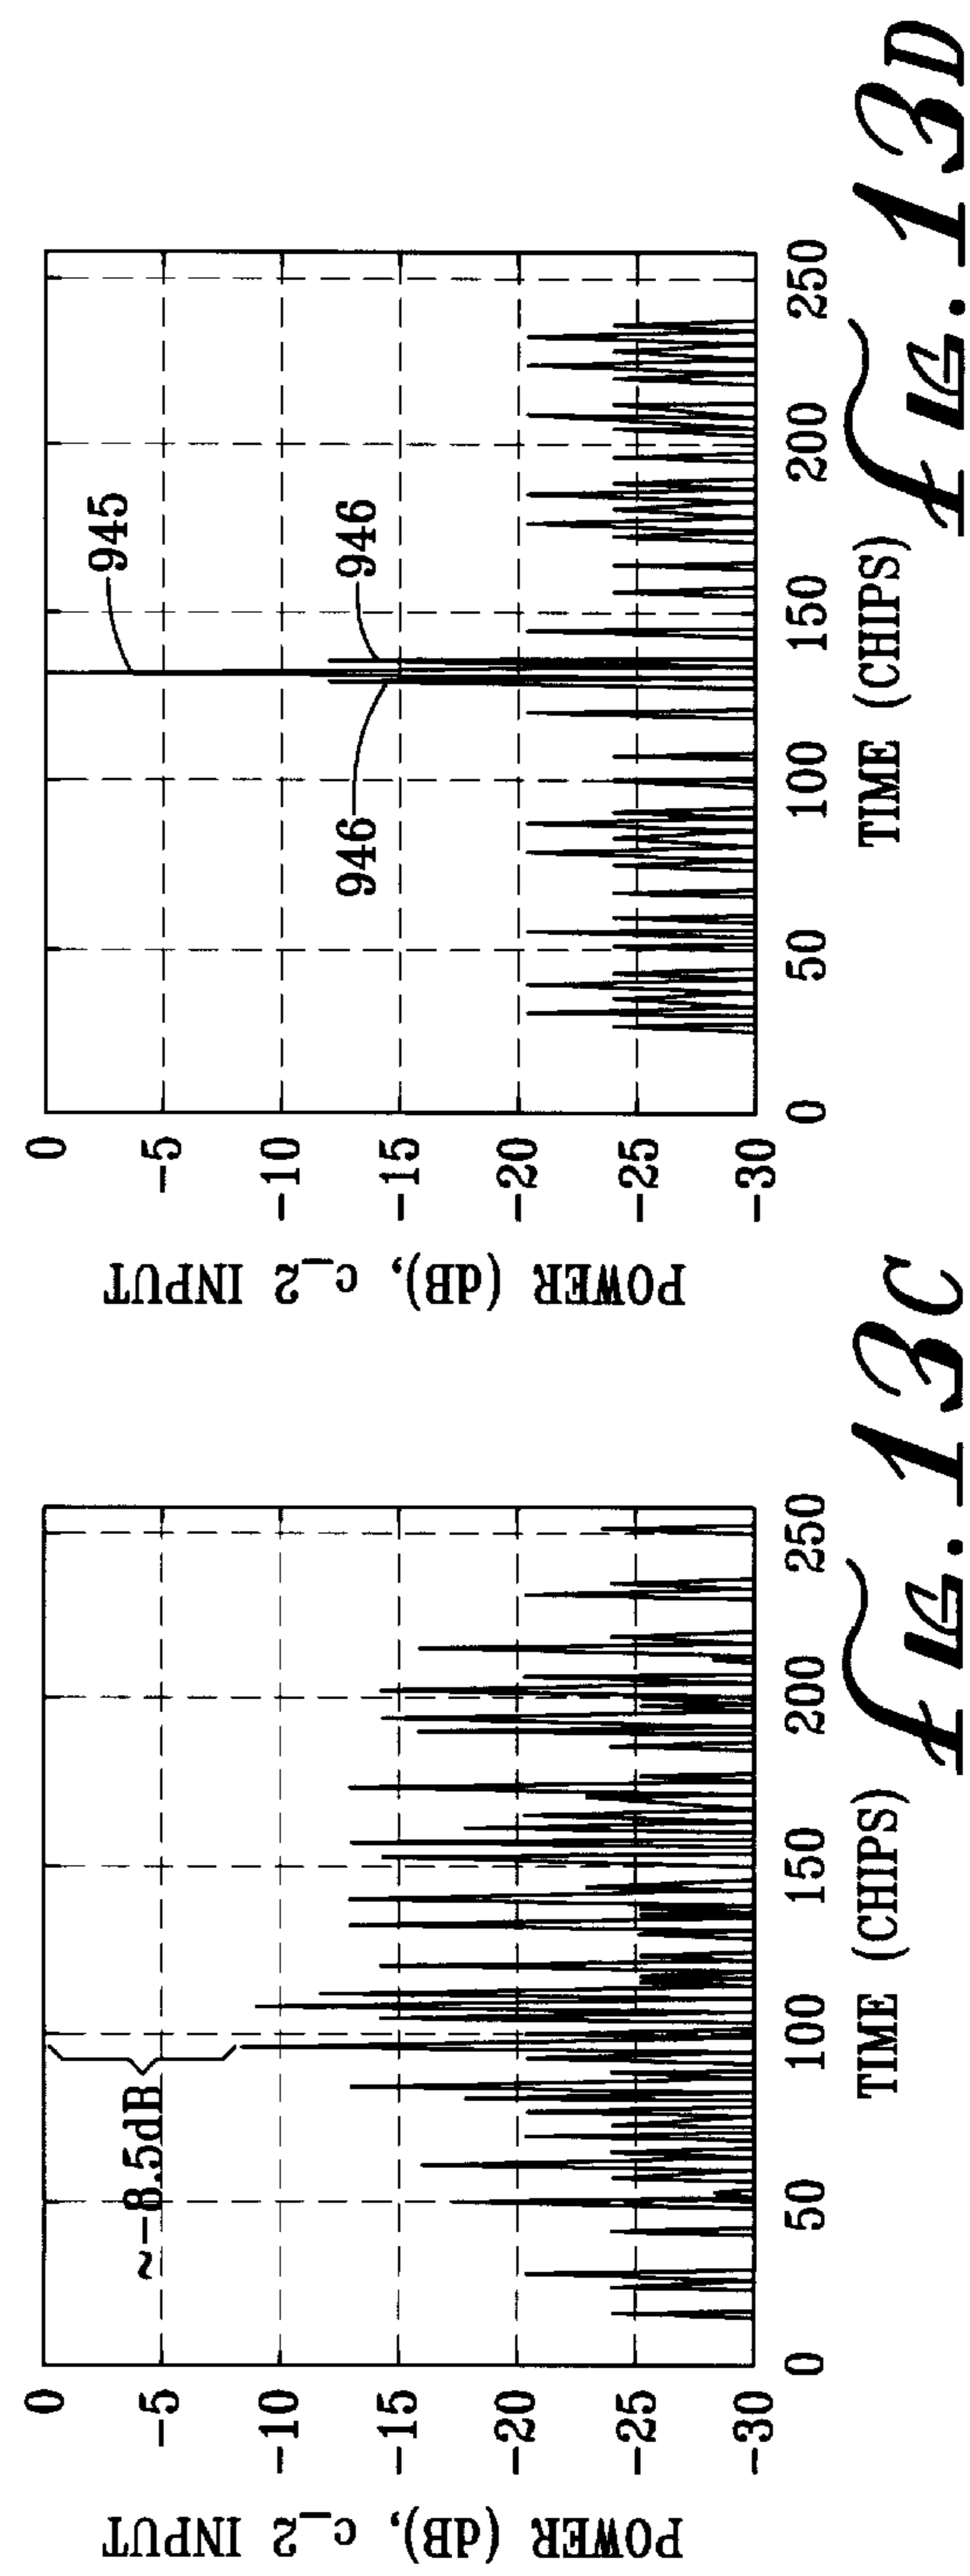 POWER (dB), c_2 INPUT
0
-5
-10
-15
-20
-25
-30
~-8.5dB
0 50 100 150 200 250
TIME (CHIPS)
FIG. 13C
POWER (dB), c_2 INPUT
0
-5
-10
-15
-20
-25
-30
945
946
946
0 50 100 150 200 250
TIME (CHIPS)
FIG. 13D